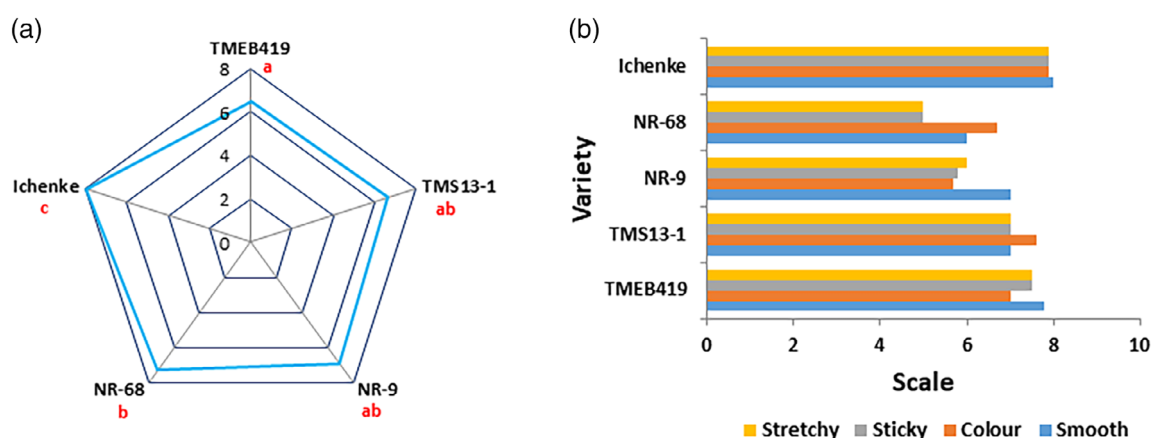 (a)
TMEB419
a
8
6
4
2
0
Ichenke
c
TMS13-1
ab
NR-68
b
NR-9
ab
(b)
Variety
Ichenke
NR-68
NR-9
TMS13-1
TMEB419
0 2 4 6 8 10
Scale
Stretchy Sticky Colour Smooth